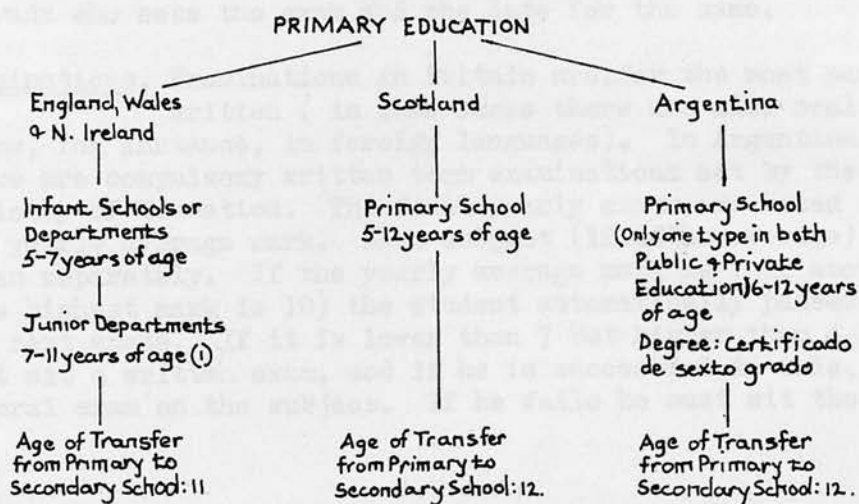 PRIMARY EDUCATION
England, Wales
& N. Ireland
Infant Schools or
Departments
5-7 years of age
Junior Departments
7-11 years of age (1)
Age of Transfer
from Primary to
Secondary School: 11
Scotland
Primary School
5-12 years of age
Age of Transfer
from Primary to
Secondary School: 12.
Argentina
Primary School
(Only one type in both
Public & Private
Education) 6-12 years
of age
Degree: Certificado
de sexto grado
Age of Transfer
from Primary to
Secondary School: 12.